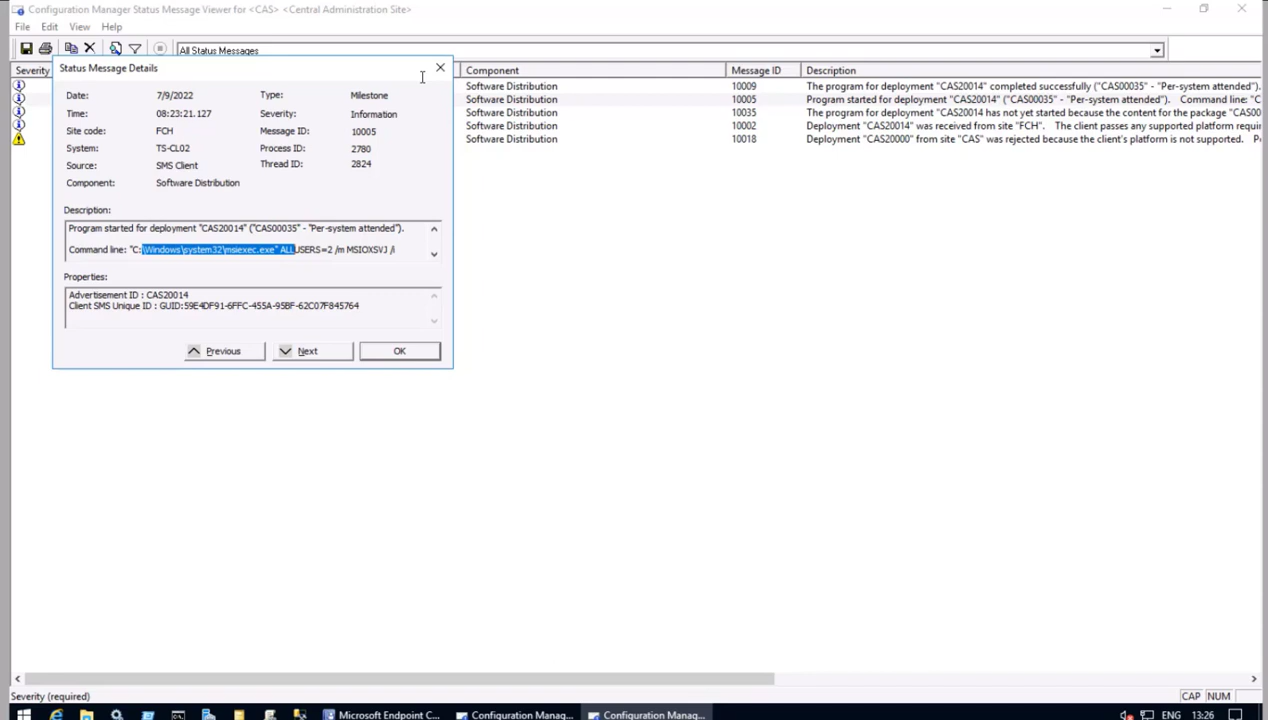 Configuration Manager Status Message Viewer for <CAS> <Central Administration Site>
File Edit View Help
All Status Messages
Severity Component Message ID Description
Software Distribution 10009 The program for deployment "CAS20014" completed successfully ("CAS00035" - "Per-system attended").
Software Distribution 10005 Program started for deployment "CAS20014" ("CAS00035" - "Per-system attended"). Command line: "C:
Software Distribution 10035 The program for deployment "CAS20014 has not yet started because the content for the package "CAS00
Software Distribution 10002 Deployment "CAS20014" was received from site "FCH". The client passes any supported platform requir
Software Distribution 10018 Deployment "CAS20000" from site "CAS" was rejected because the client's platform is not supported.
Status Message Details
Date: 7/9/2022 Type: Milestone
Time: 08:23:21.127 Severity: Information
Site code: FCH Message ID: 10005
System: TS-CL02 Process ID: 2780
Source: SMS Client Thread ID: 2824
Component: Software Distribution
Description:
Program started for deployment "CAS20014" ("CAS00035" - "Per-system attended").
Command line: "C:\Windows\system32\msiexec.exe" ALLUSERS=2 /m MSIOXSVJ /i
Properties:
Advertisement ID : CAS20014
Client SMS Unique ID : GUID:59E4DF91-6FFC-455A-95BF-62C07F845764
Previous Next OK
Severity (required) CAP NUM
Microsoft Endpoint C... Configuration Manag... Configuration Manag... ENG 13:26